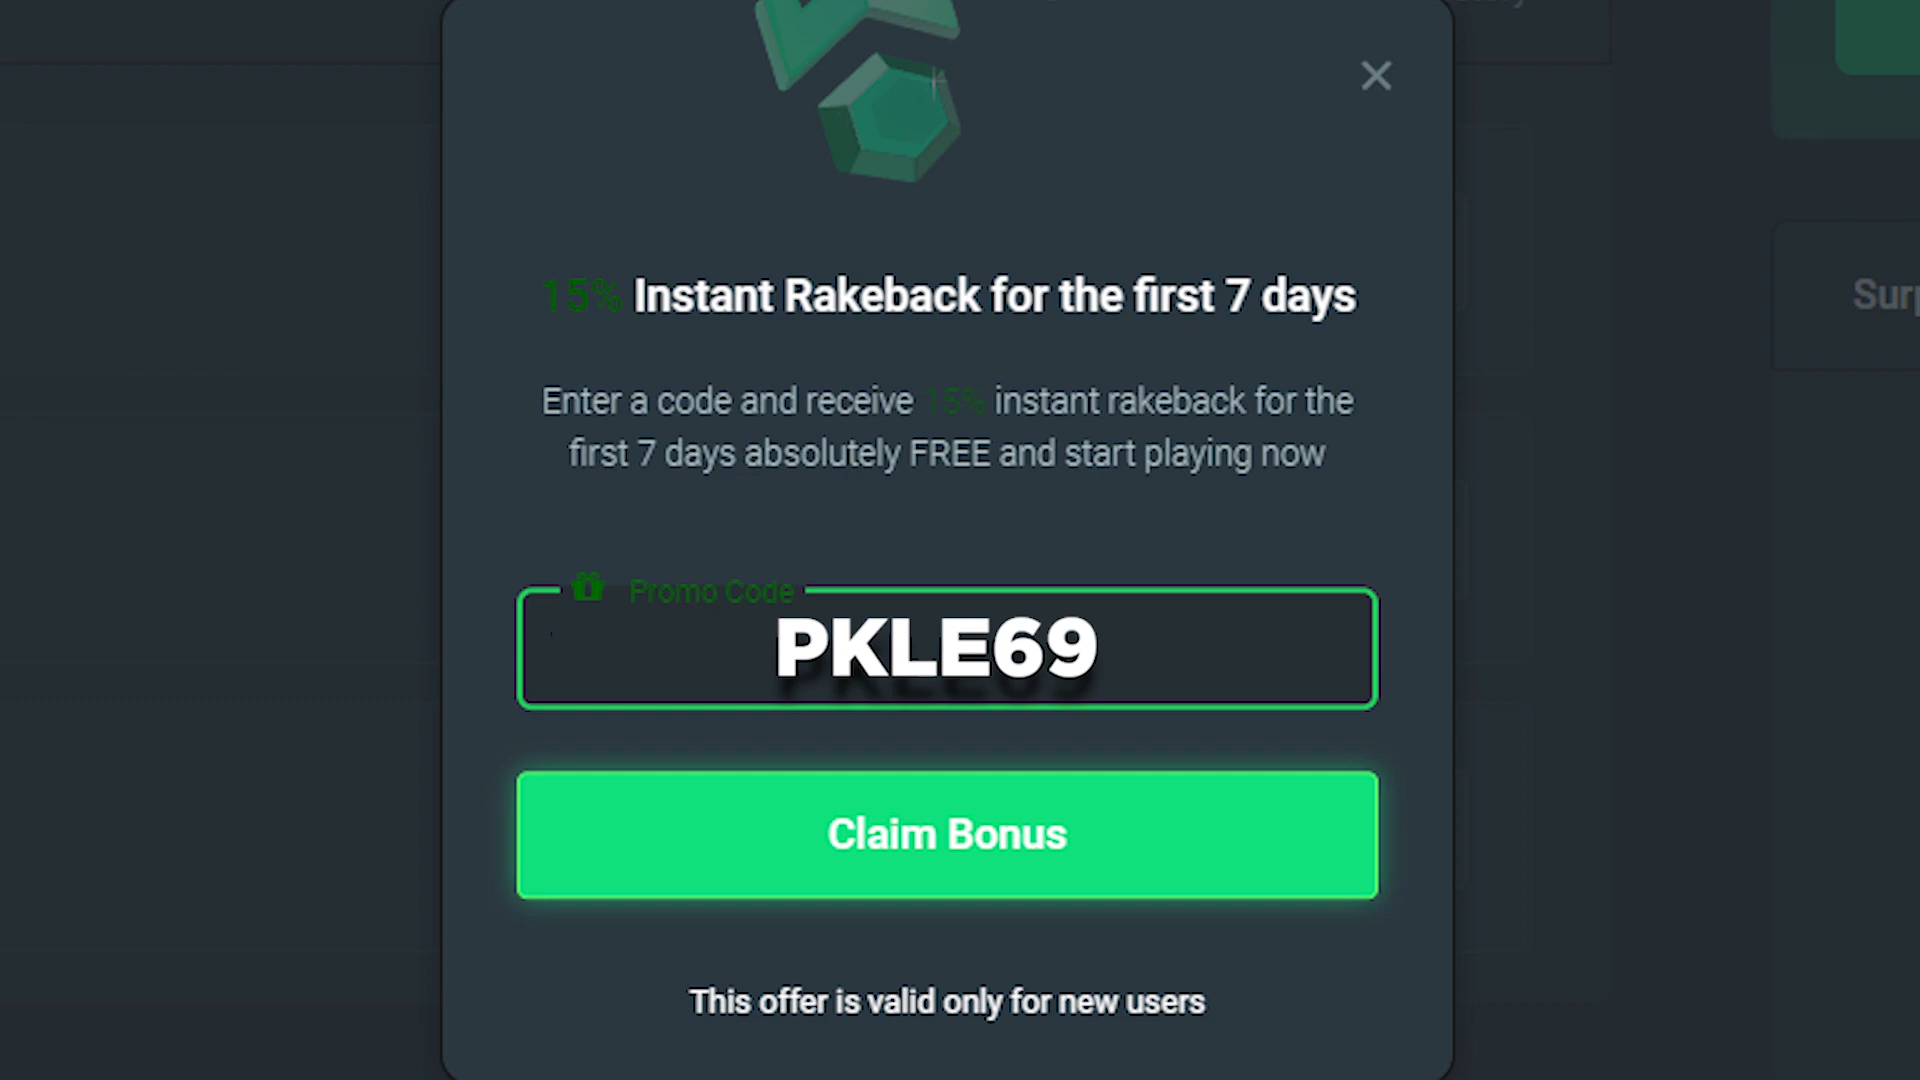 15% Instant Rakeback for the first 7 days
Enter a code and receive 15% instant rakeback for the
first 7 days absolutely FREE and start playing now
Promo Code
PKLE69
Claim Bonus
This offer is valid only for new users